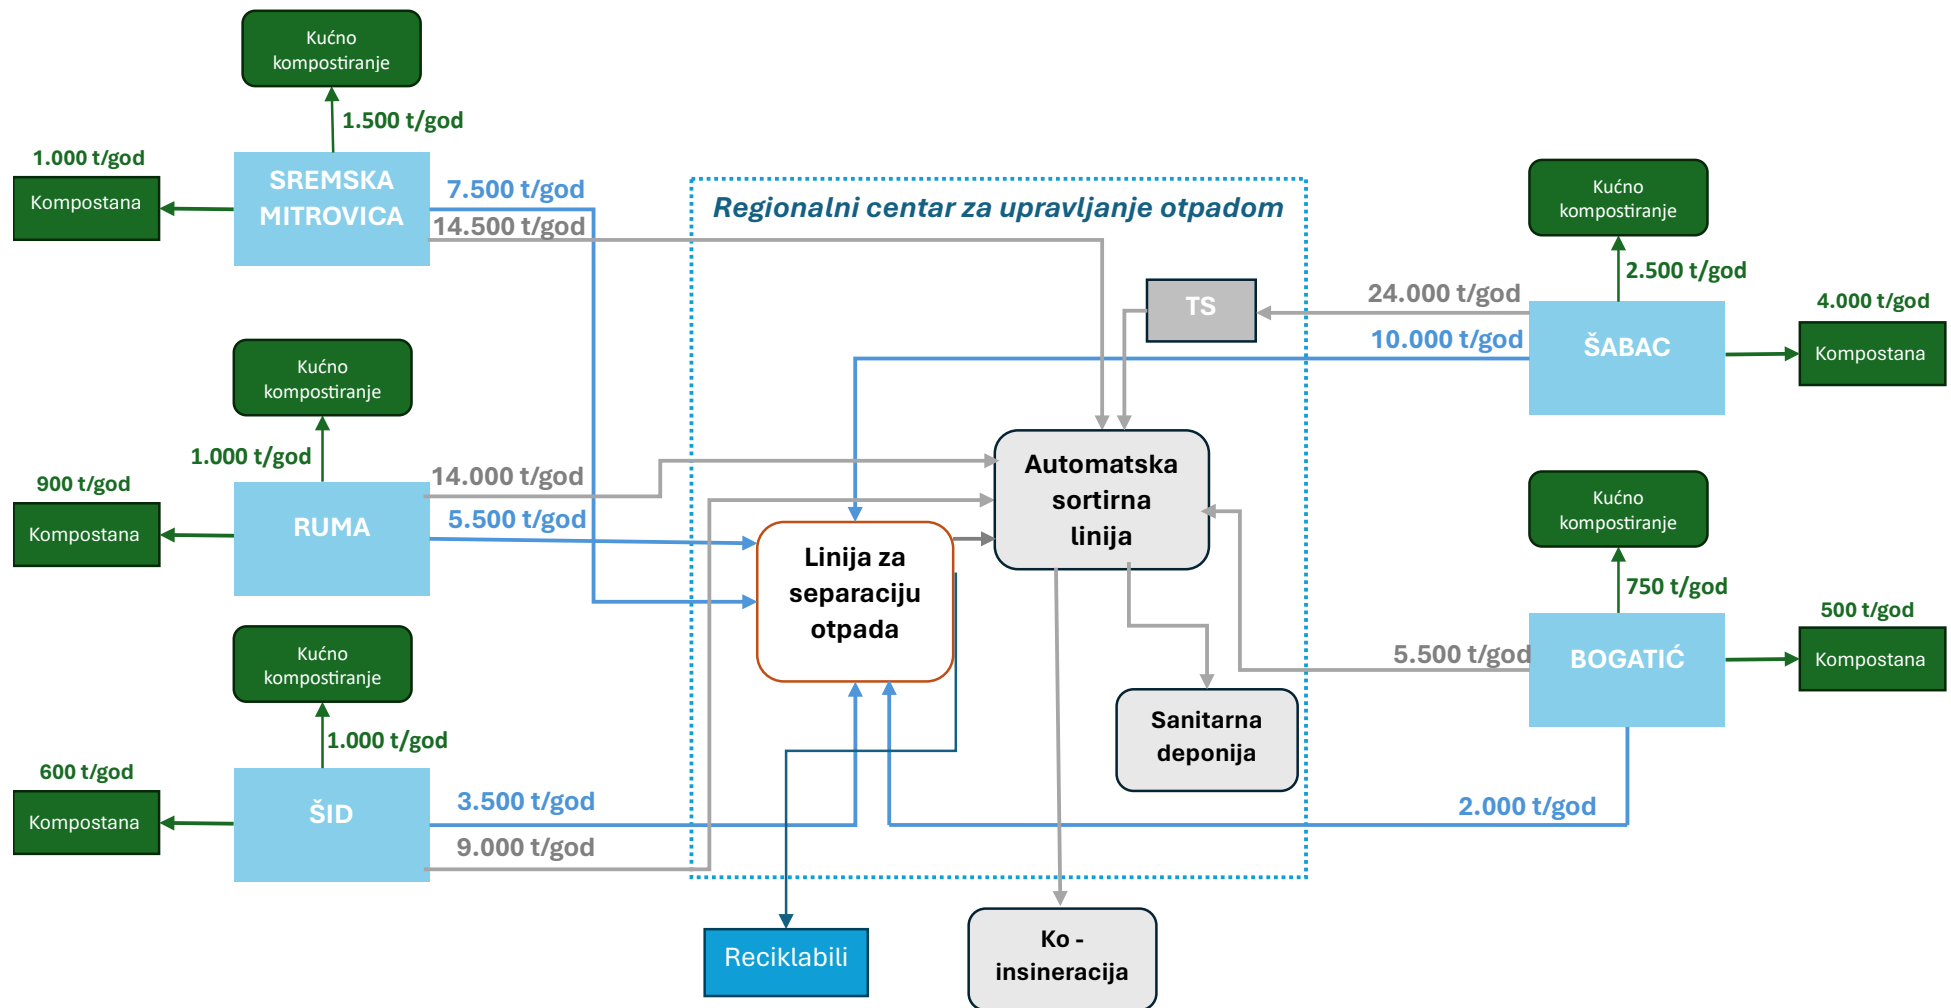 Kućno
kompostiranje
1.500 t/god
1.000 t/god
Kompostana
SREMSKA
MITROVICA
7.500 t/god
14.500 t/god
Regionalni centar za upravljanje otpadom
Kućno
kompostiranje
2.500 t/god
TS
24.000 t/god
10.000 t/god
ŠABAC
4.000 t/god
Kompostana
Kućno
kompostiranje
1.000 t/god
900 t/god
Kompostana
RUMA
14.000 t/god
5.500 t/god
Automatska
sortirna
linija
Linija za
separaciju
otpada
Kućno
kompostiranje
750 t/god
500 t/god
Kompostana
5.500 t/god
BOGATIĆ
Kućno
kompostiranje
1.000 t/god
600 t/god
Kompostana
ŠID
3.500 t/god
9.000 t/god
Sanitarna
deponija
2.000 t/god
Reciklabili
Ko -
insineracija